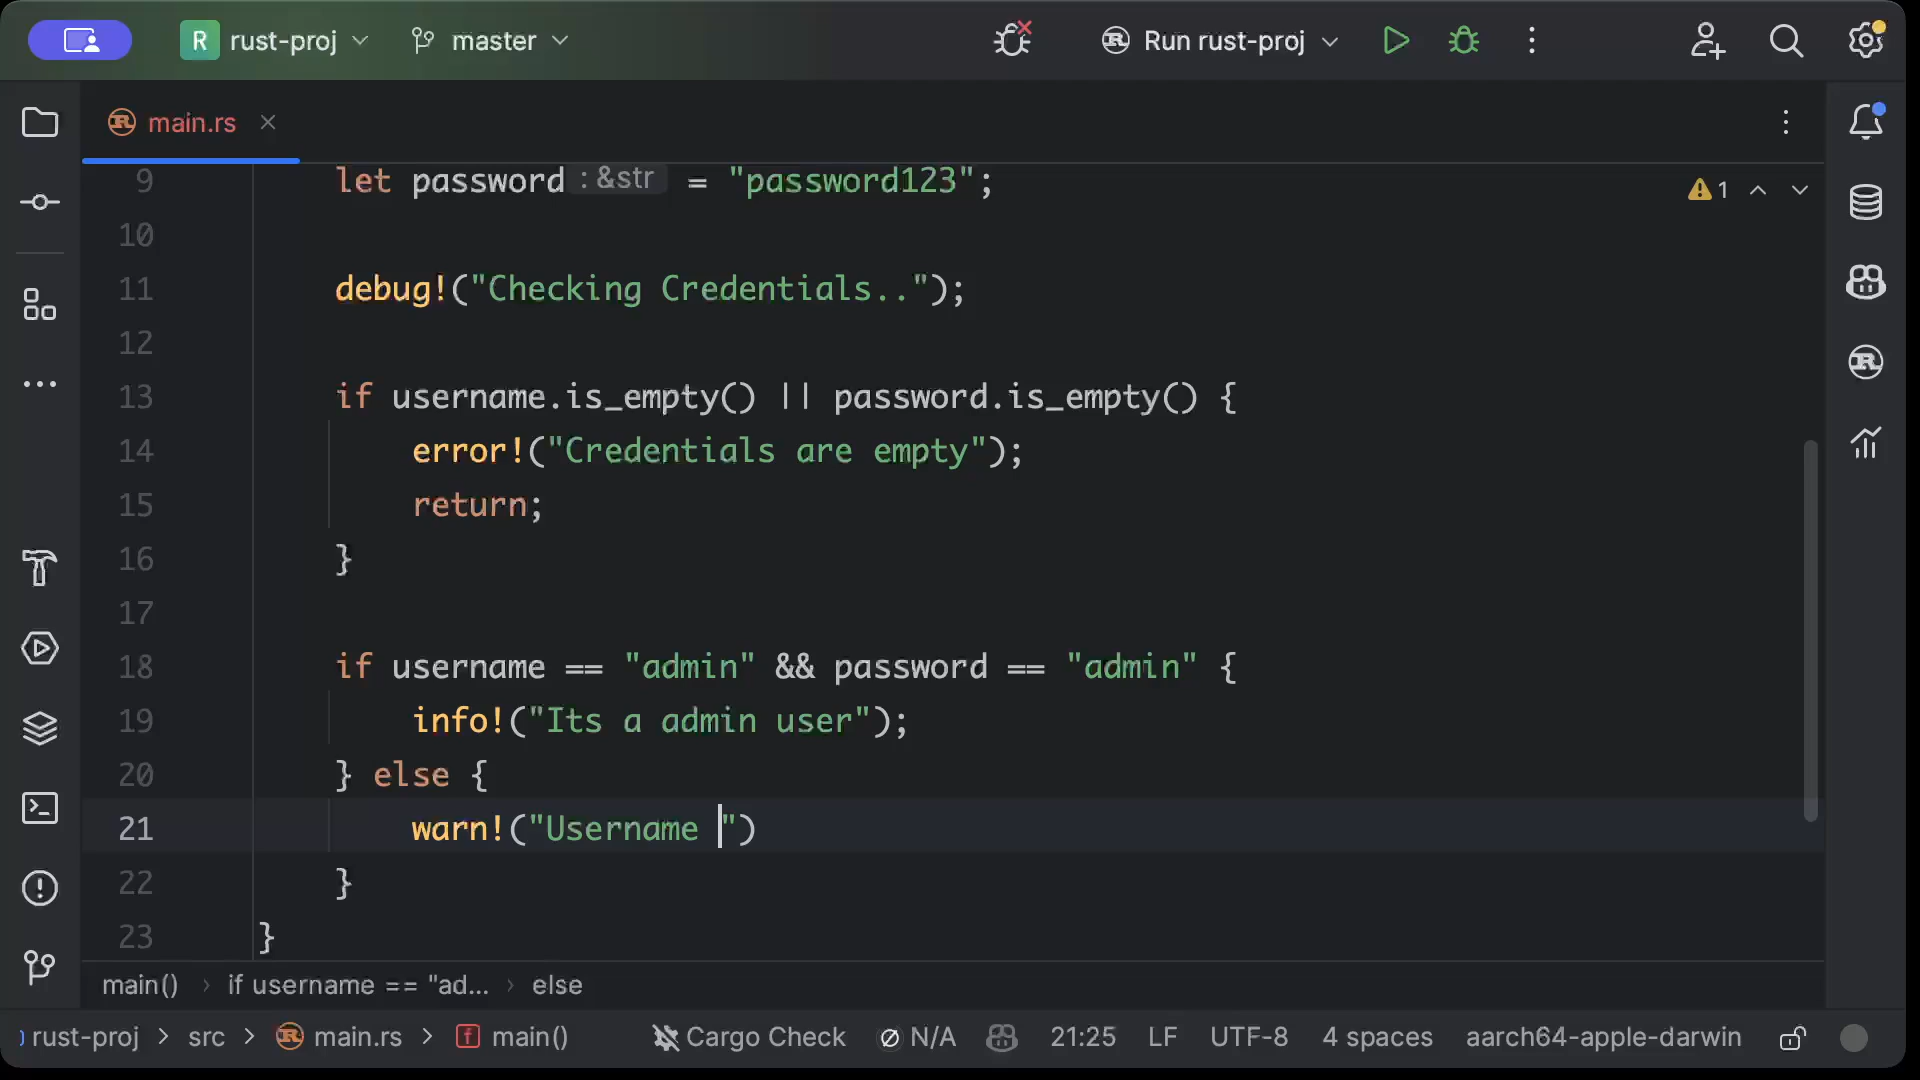 R rust-proj master Run rust-proj
main.rs
9 let password : &str = "password123"; 1
10
11 debug!("Checking Credentials..");
12
13 if username.is_empty() || password.is_empty() {
14 error!("Credentials are empty");
15 return;
16 }
17
18 if username == "admin" && password == "admin" {
19 info!("Its a admin user");
20 } else {
21 warn!("Username ")
22 }
23 }
main() › if username == "ad... › else
rust-proj > src > main.rs > f main() Cargo Check N/A 21:25 LF UTF-8 4 spaces aarch64-apple-darwin